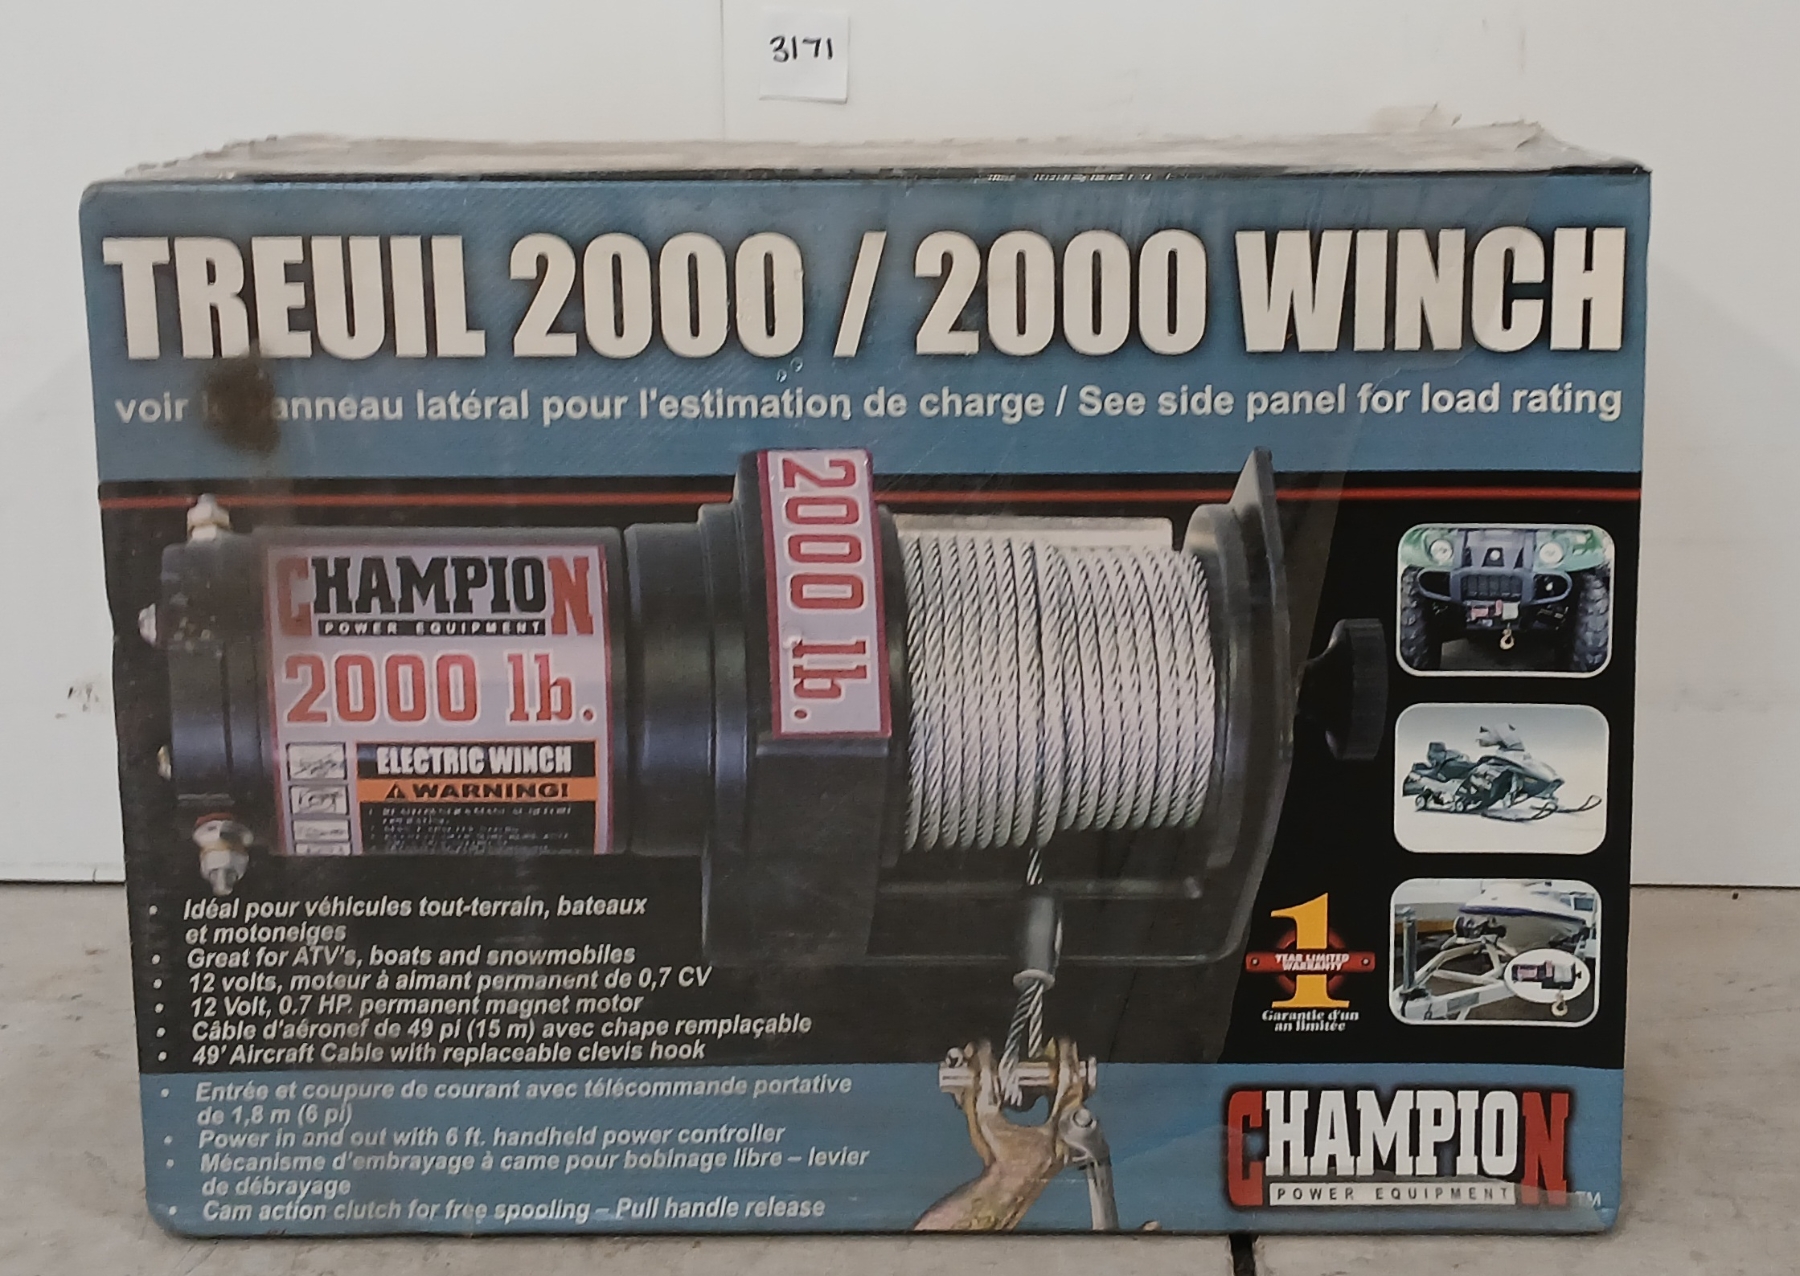 3171
TREUIL 2000 / 2000 WINCH
voir anneau latéral pour l'estimation de charge / See side panel for load rating
2000 lb.
CHAMPION
POWER EQUIPMENT
2000 lb.
ELECTRIC WINCH
WARNING!
• Idéal pour véhicules tout-terrain, bateaux
et motoneiges
• Great for ATV's, boats and snowmobiles
• 12 volts, moteur à aimant permanent de 0,7 CV
• 12 Volt, 0.7 HP. permanent magnet motor
• Câble d'aéronef de 49 pi (15 m) avec chape remplaçable
• 49' Aircraft Cable with replaceable clevis hook
• Entrée et coupure de courant avec télécommande portative
de 1,8 m (6 pi)
• Power in and out with 6 ft. handheld power controller
• Mécanisme d'embrayage à came pour bobinage libre – levier
de débrayage
• Cam action clutch for free spooling – Pull handle release
1
YEAR LIMITED
WARRANTY
Garantie d'un
an limitée
CHAMPION
POWER EQUIPMENT
TM